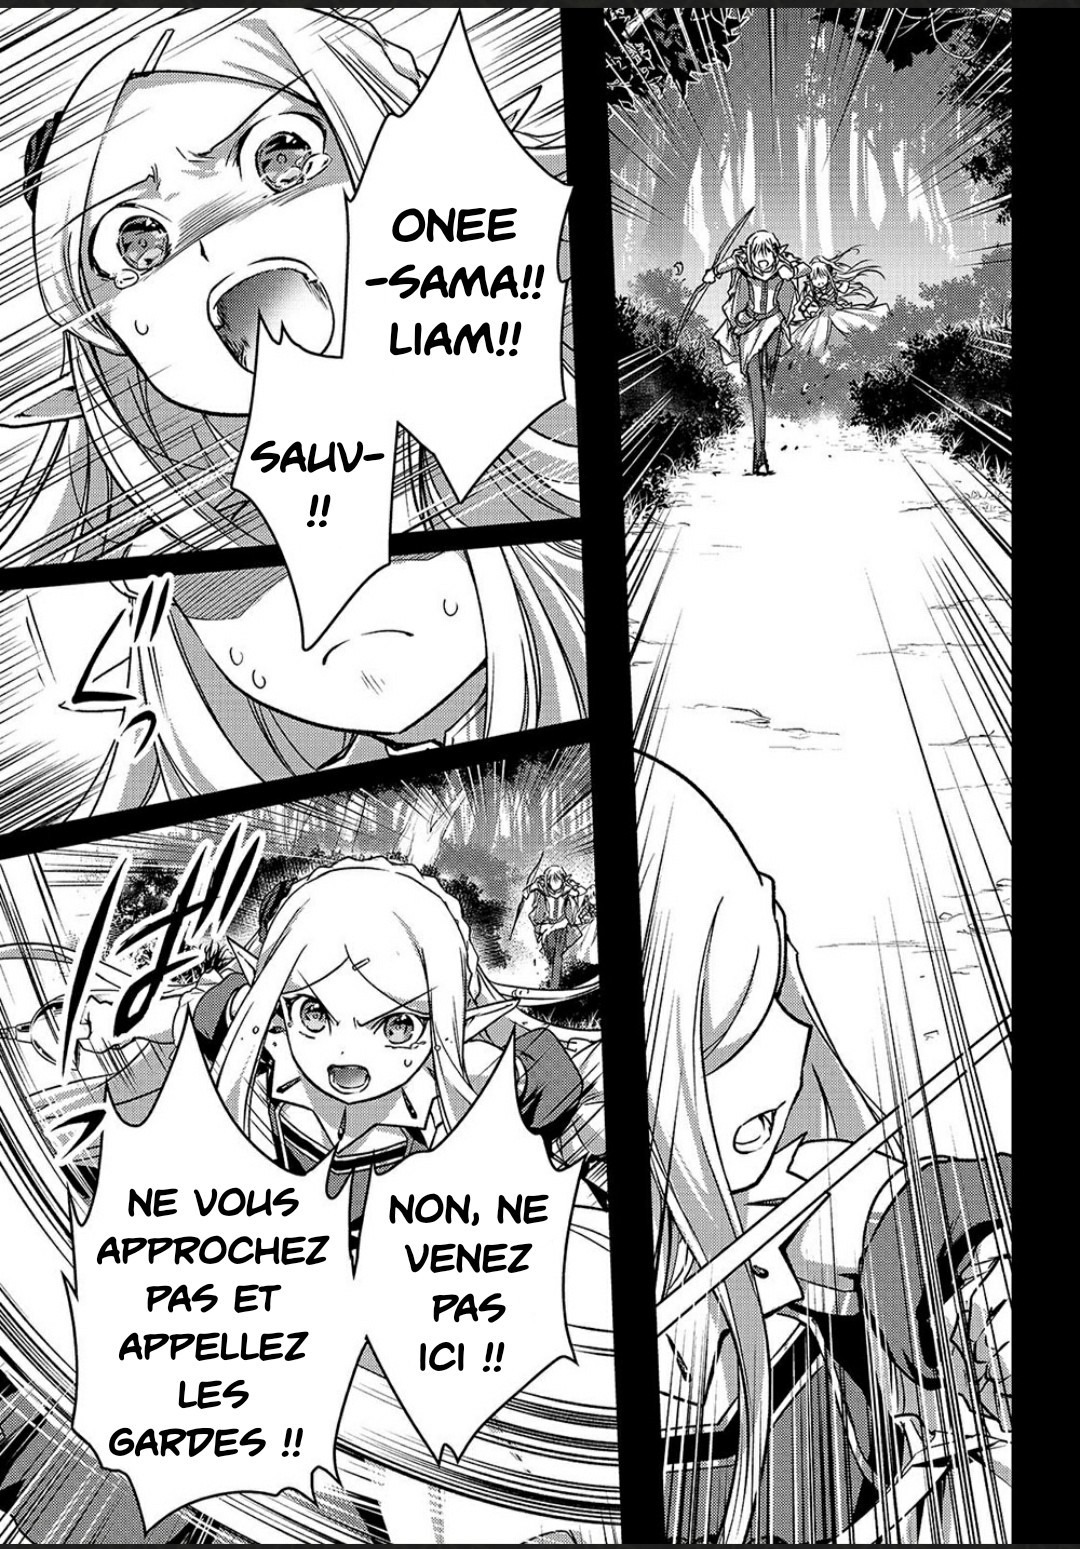 ONEE
-SAMA!!
LIAM!!
SAUV-
!!
NON, NE
VENEZ
PAS
ICI !!
NE VOUS
APPROCHEZ
PAS ET
APPELLEZ
LES
GARDES !!